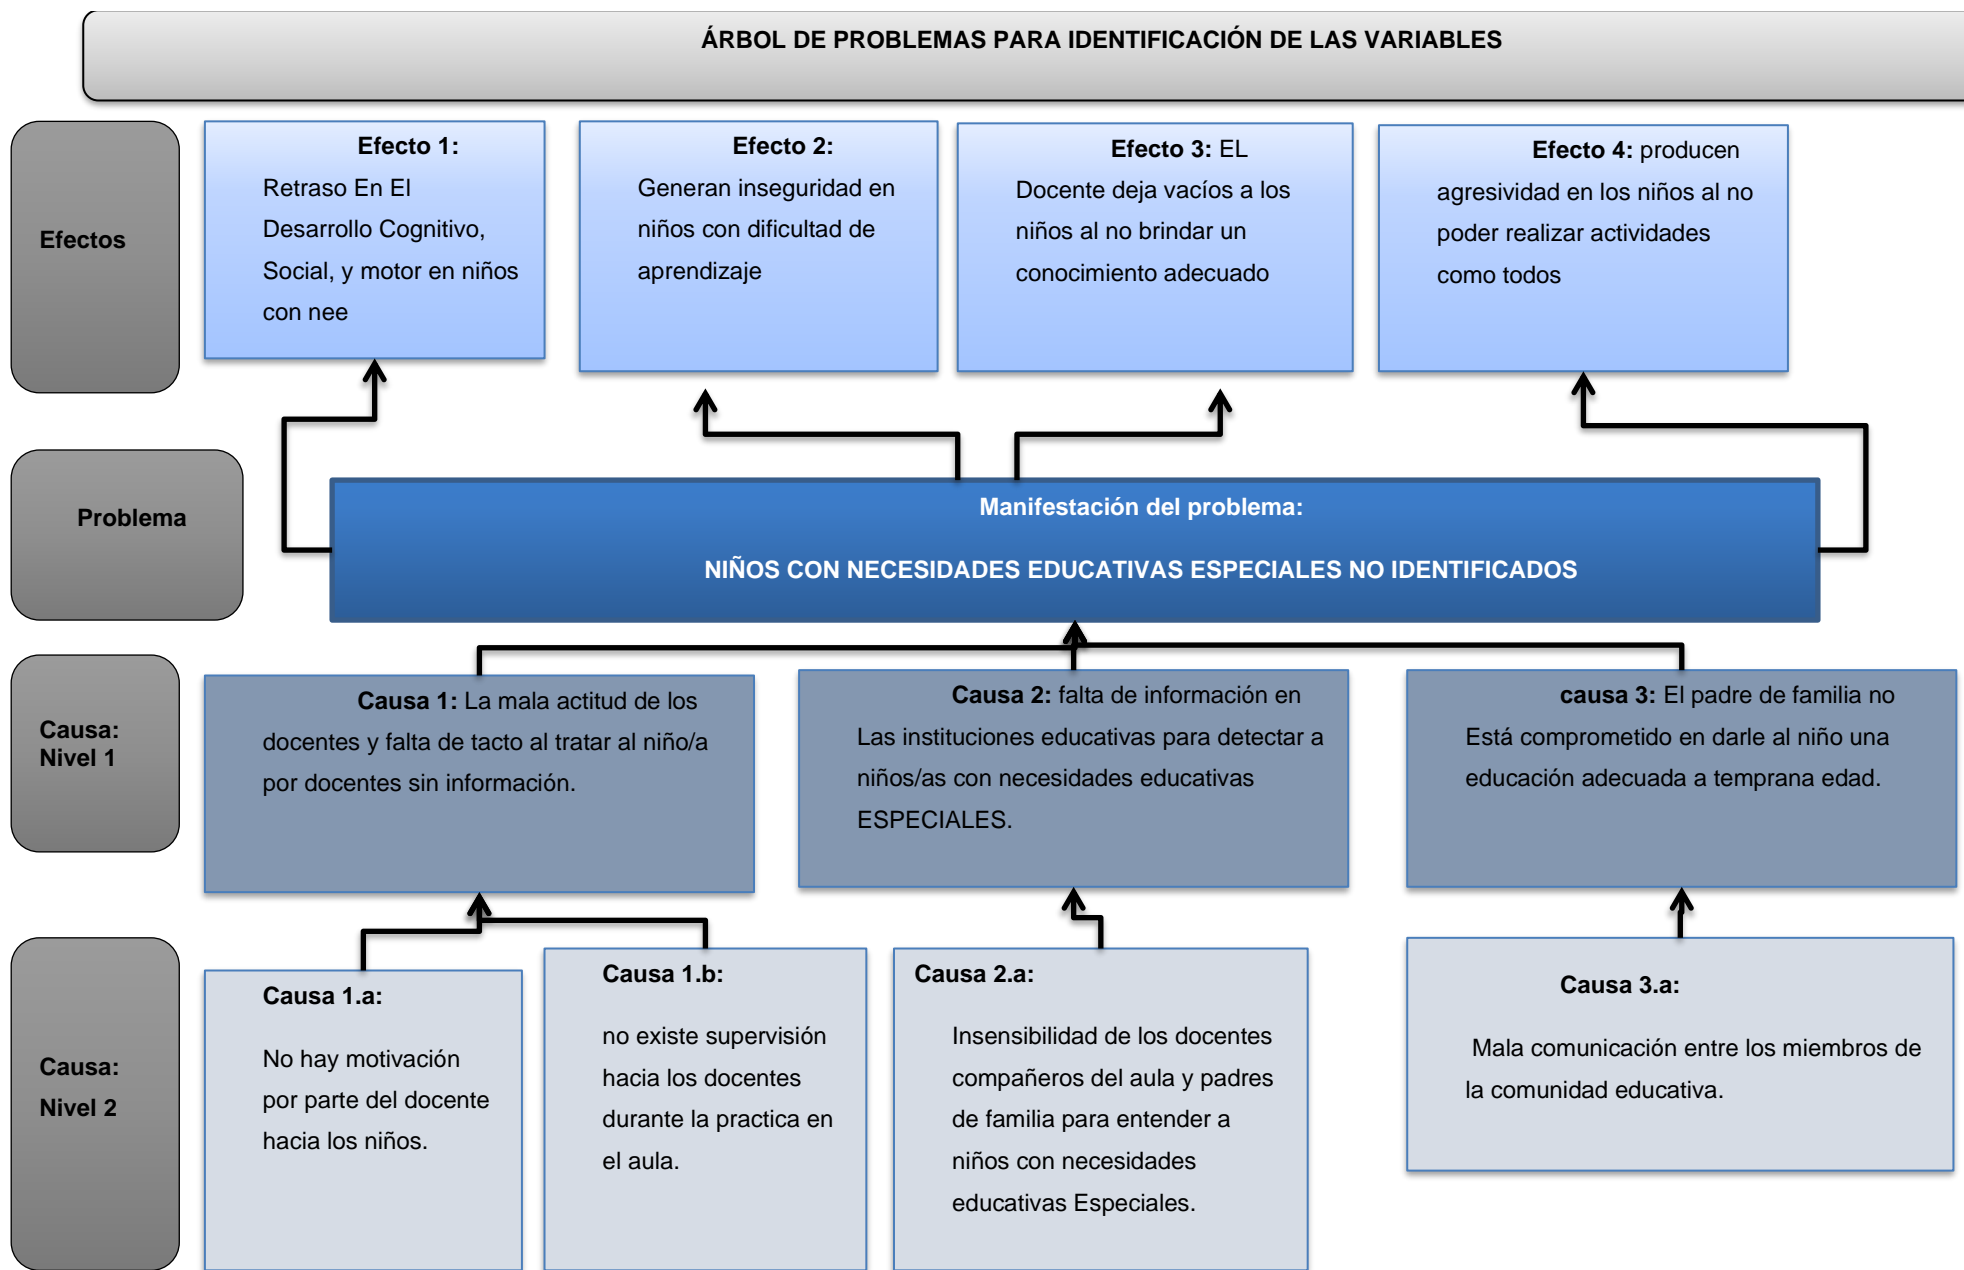 ÁRBOL DE PROBLEMAS PARA IDENTIFICACIÓN DE LAS VARIABLES
Efectos
Efecto 1:
Retraso En El
Desarrollo Cognitivo,
Social, y motor en niños
con nee
Efecto 2:
Generan inseguridad en
niños con dificultad de
aprendizaje
Efecto 3: EL
Docente deja vacíos a los
niños al no brindar un
conocimiento adecuado
Efecto 4: producen
agresividad en los niños al no
poder realizar actividades
como todos
Problema
Manifestación del problema:
NIÑOS CON NECESIDADES EDUCATIVAS ESPECIALES NO IDENTIFICADOS
Causa:
Nivel 1
Causa 1: La mala actitud de los
docentes y falta de tacto al tratar al niño/a
por docentes sin información.
Causa 2: falta de información en
Las instituciones educativas para detectar a
niños/as con necesidades educativas
ESPECIALES.
causa 3: El padre de familia no
Está comprometido en darle al niño una
educación adecuada a temprana edad.
Causa:
Nivel 2
Causa 1.a:
No hay motivación
por parte del docente
hacia los niños.
Causa 1.b:
no existe supervisión
hacia los docentes
durante la practica en
el aula.
Causa 2.a:
Insensibilidad de los docentes
compañeros del aula y padres
de familia para entender a
niños con necesidades
educativas Especiales.
Causa 3.a:
Mala comunicación entre los miembros de
la comunidad educativa.